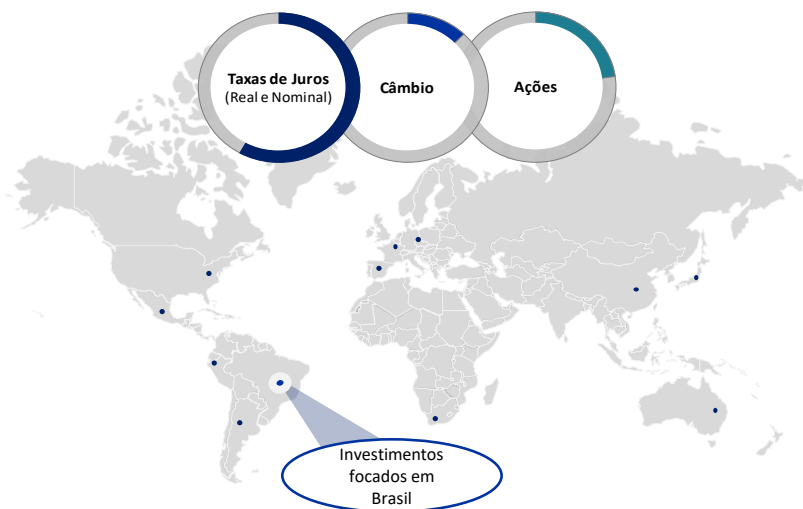 Taxas de Juros
(Real e Nominal)
Câmbio
Ações
Investimentos
focados em
Brasil